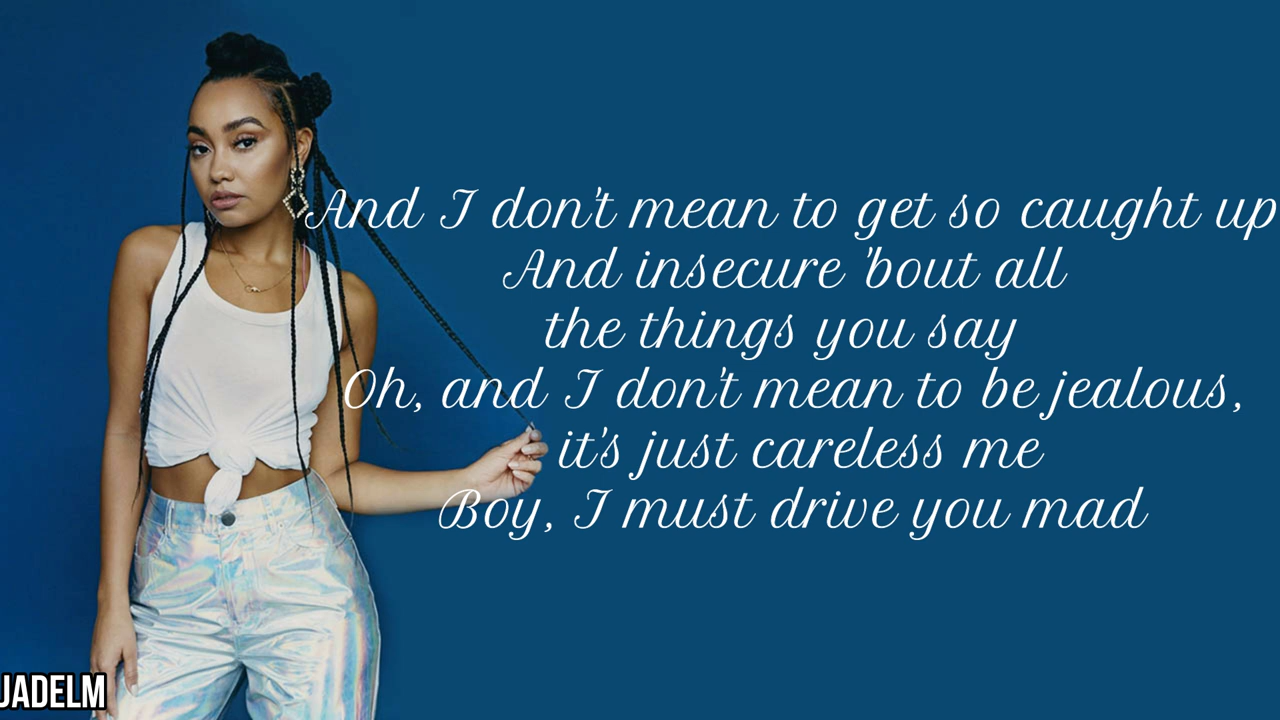 And I don't mean to get so caught up
And insecure 'bout all
the things you say
Oh, and I don't mean to be jealous,
it's just careless me
Boy, I must drive you mad
JADELM